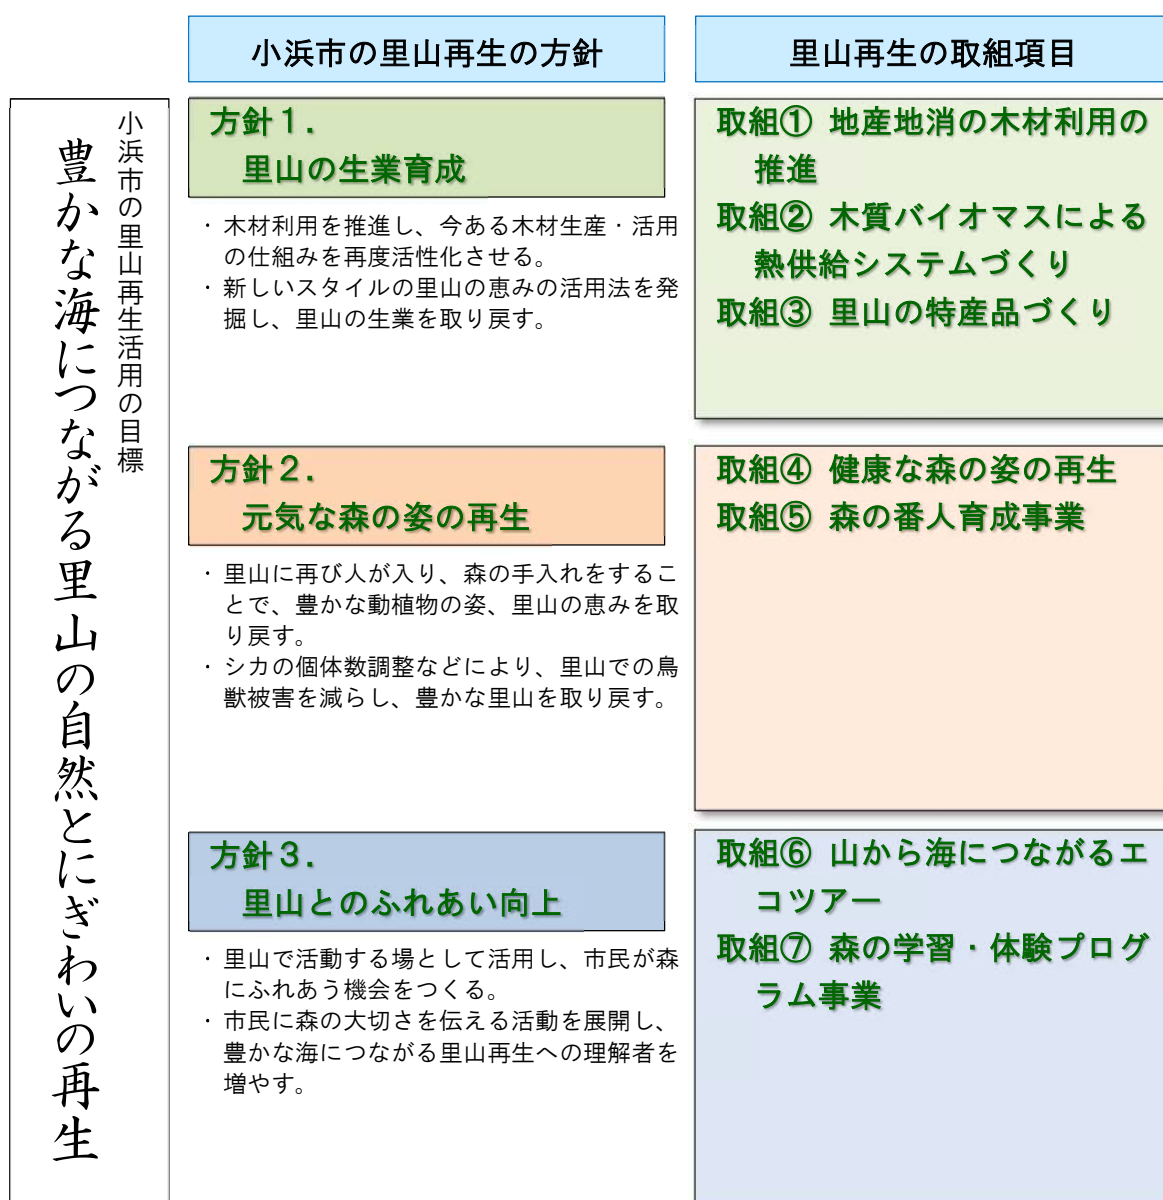 小浜市の里山再生の方針
里山再生の取組項目
小浜市の里山再生活用の目標
豊かな海につながる里山の自然とにぎわいの再生
方針１．
里山の生業育成
・木材利用を推進し、今ある木材生産・活用
の仕組みを再度活性化させる。
・新しいスタイルの里山の恵みの活用法を発
掘し、里山の生業を取り戻す。
取組① 地産地消の木材利用の
推進
取組② 木質バイオマスによる
熱供給システムづくり
取組③ 里山の特産品づくり
方針２．
元気な森の姿の再生
・里山に再び人が入り、森の手入れをするこ
とで、豊かな動植物の姿、里山の恵みを取
り戻す。
・シカの個体数調整などにより、里山での鳥
獣被害を減らし、豊かな里山を取り戻す。
取組④ 健康な森の姿の再生
取組⑤ 森の番人育成事業
方針３．
里山とのふれあい向上
・里山で活動する場として活用し、市民が森
にふれあう機会をつくる。
・市民に森の大切さを伝える活動を展開し、
豊かな海につながる里山再生への理解者を
増やす。
取組⑥ 山から海につながるエ
コツアー
取組⑦ 森の学習・体験プログ
ラム事業